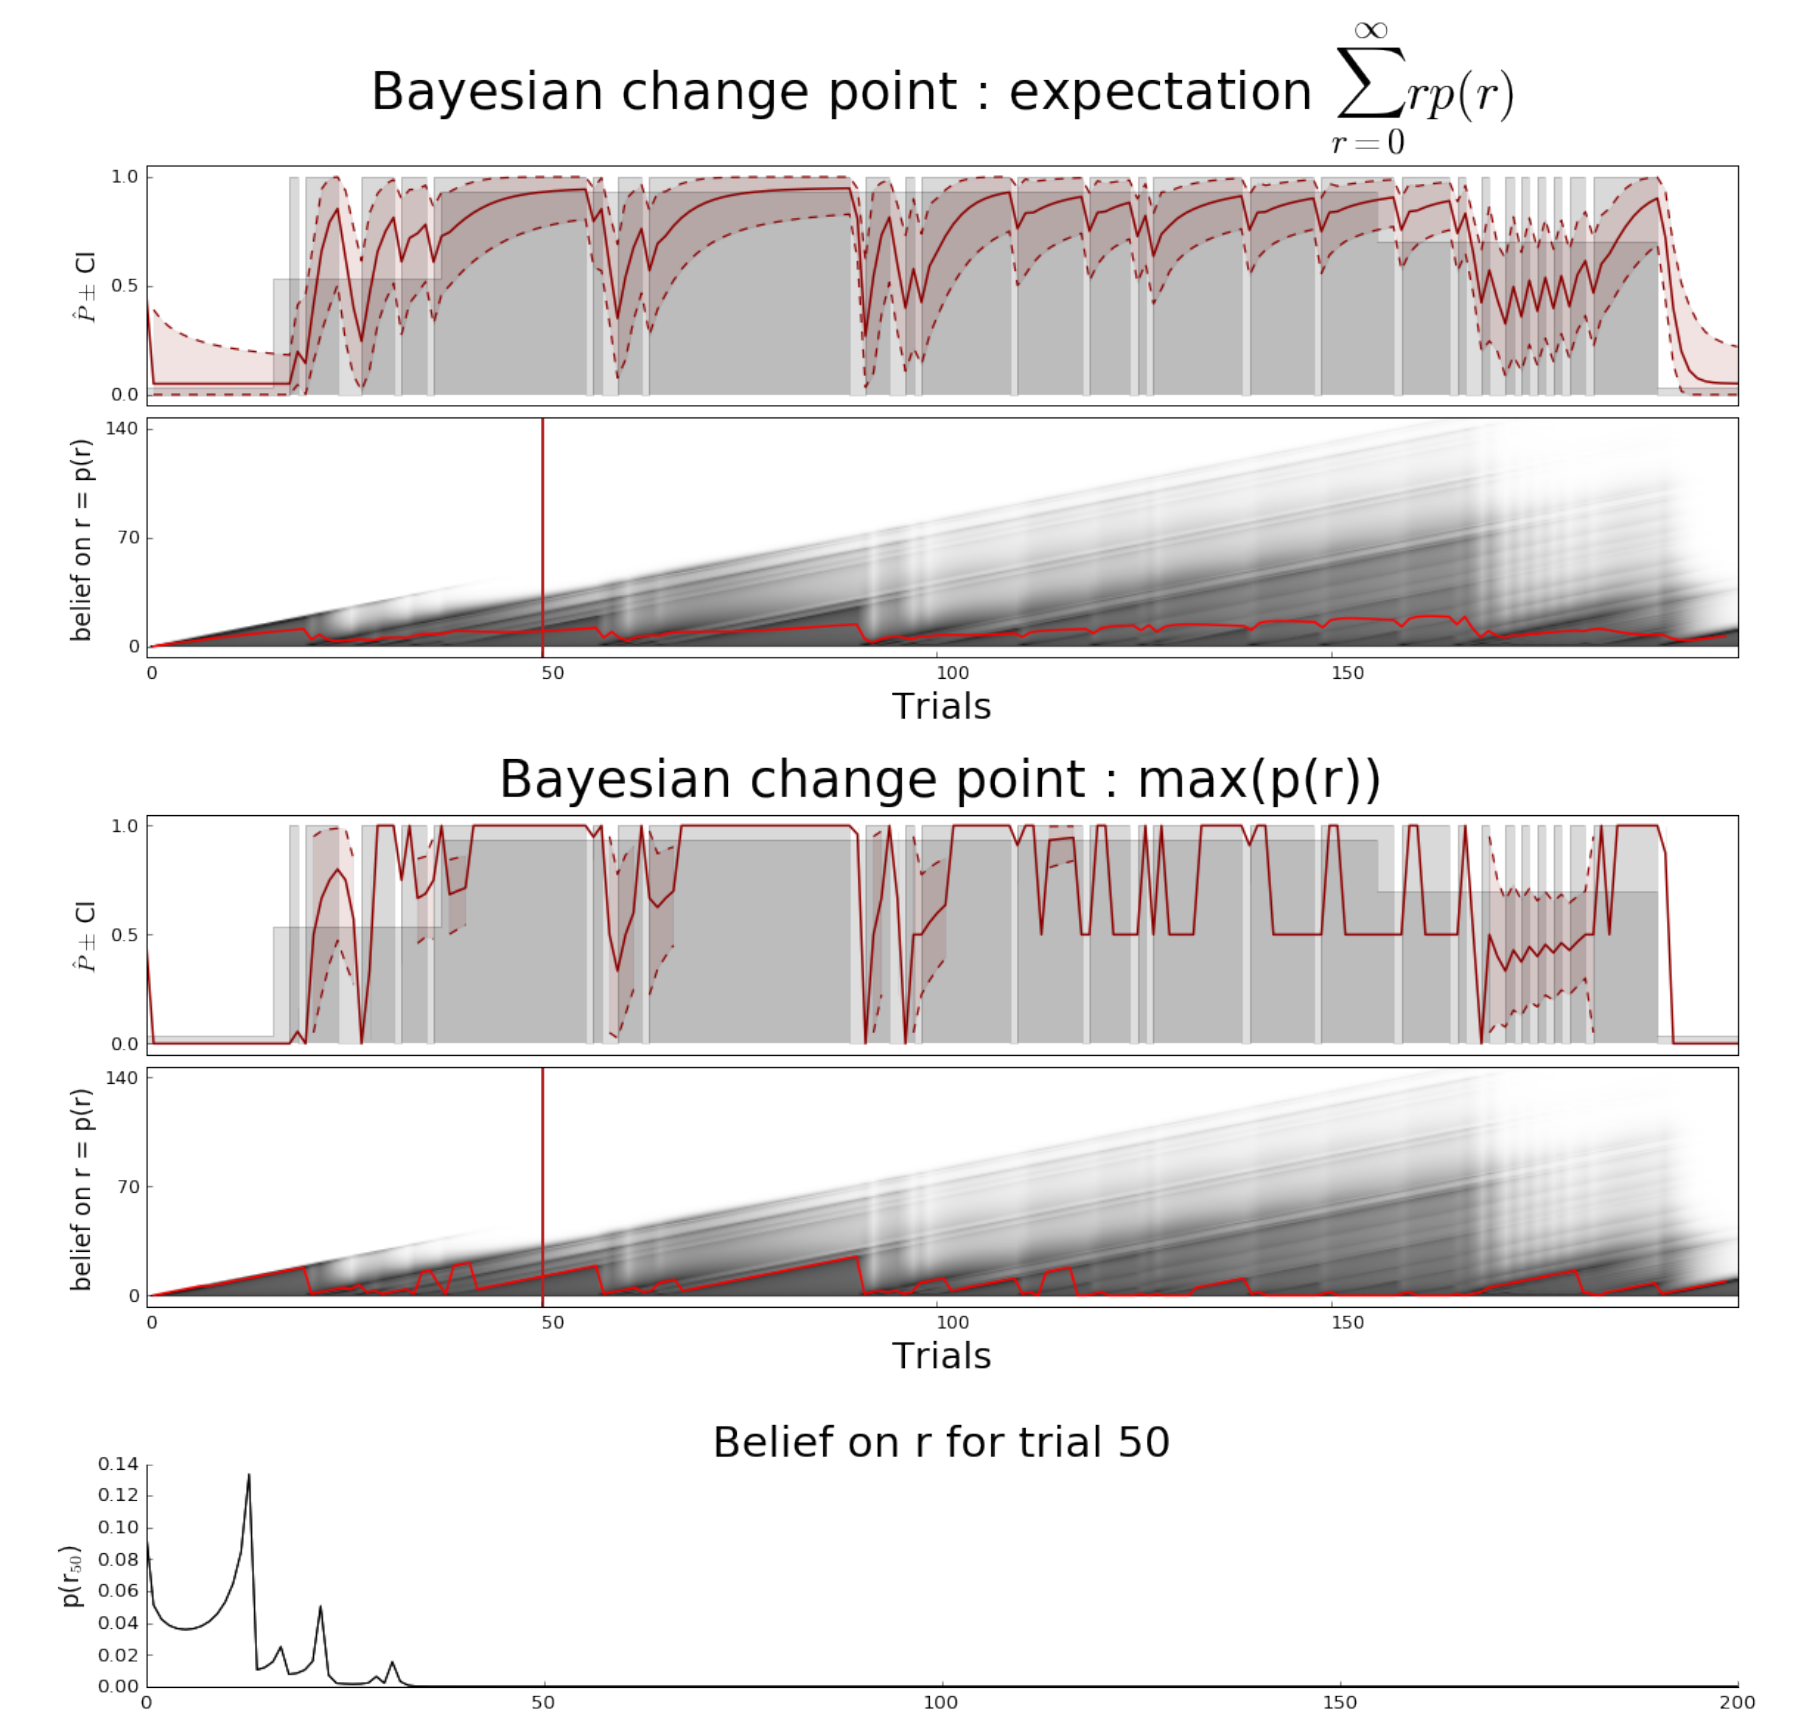 Bayesian change point : expectation ∑_{r=0}^{∞} rp(r)
1.0
0.5
0.0
P̂ ± CI
140
70
0
belief on r = p(r)
0 50 100 150
Trials
Bayesian change point : max(p(r))
1.0
0.5
0.0
P̂ ± CI
140
70
0
belief on r = p(r)
0 50 100 150
Trials
Belief on r for trial 50
0.14
0.12
0.10
0.08
0.06
0.04
0.02
0.00
p(r₅₀)
0 50 100 150 200